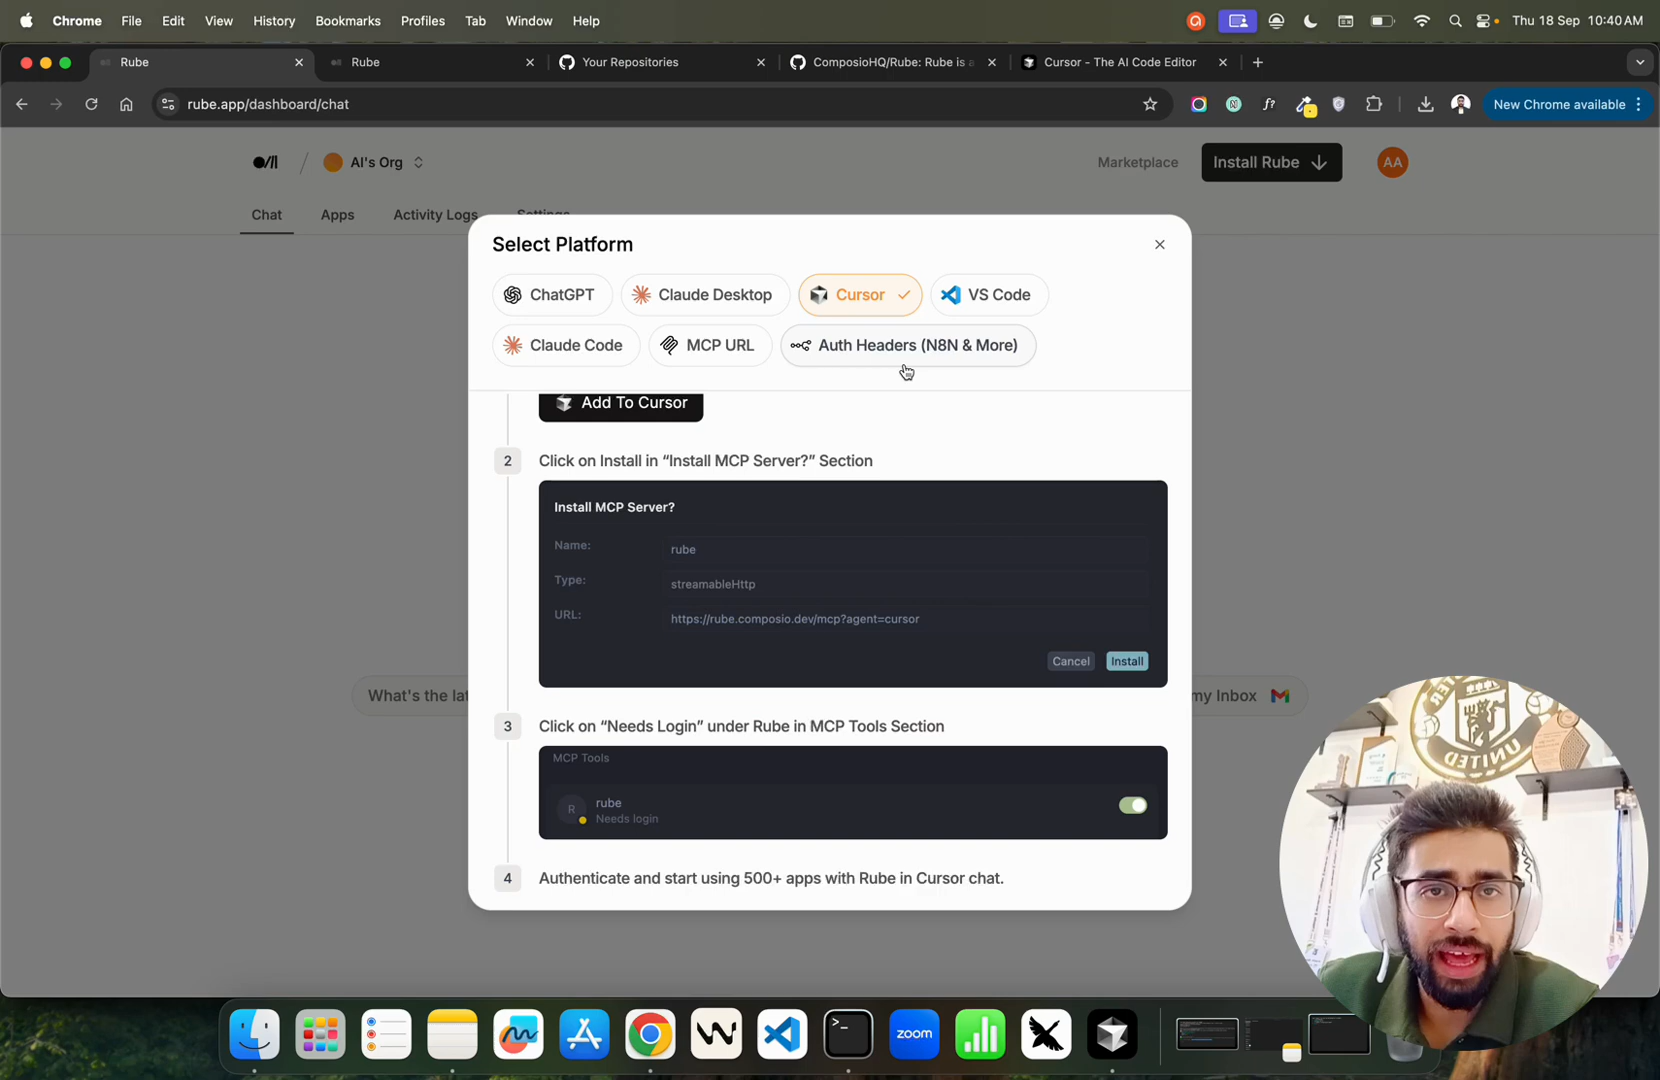 Chrome File Edit View History Bookmarks Profiles Tab Window Help Thu 18 Sep 10:40 AM
Rube Rube Your Repositories ComposioHQ/Rube: Rube is a Cursor - The AI Code Editor
rube.app/dashboard/chat New Chrome available
AI's Org Marketplace Install Rube AA
Chat Apps Activity Logs Settings
Select Platform
ChatGPT Claude Desktop Cursor VS Code
Claude Code MCP URL Auth Headers (N8N & More)
Add To Cursor
2 Click on Install in “Install MCP Server?” Section
Install MCP Server?
Name: rube
Type: streamableHttp
URL: https://rube.composio.dev/mcp?agent=cursor
Cancel Install
What's the lat my Inbox
3 Click on “Needs Login” under Rube in MCP Tools Section
MCP Tools
R rube
Needs login
4 Authenticate and start using 500+ apps with Rube in Cursor chat.
UNITED
zoom